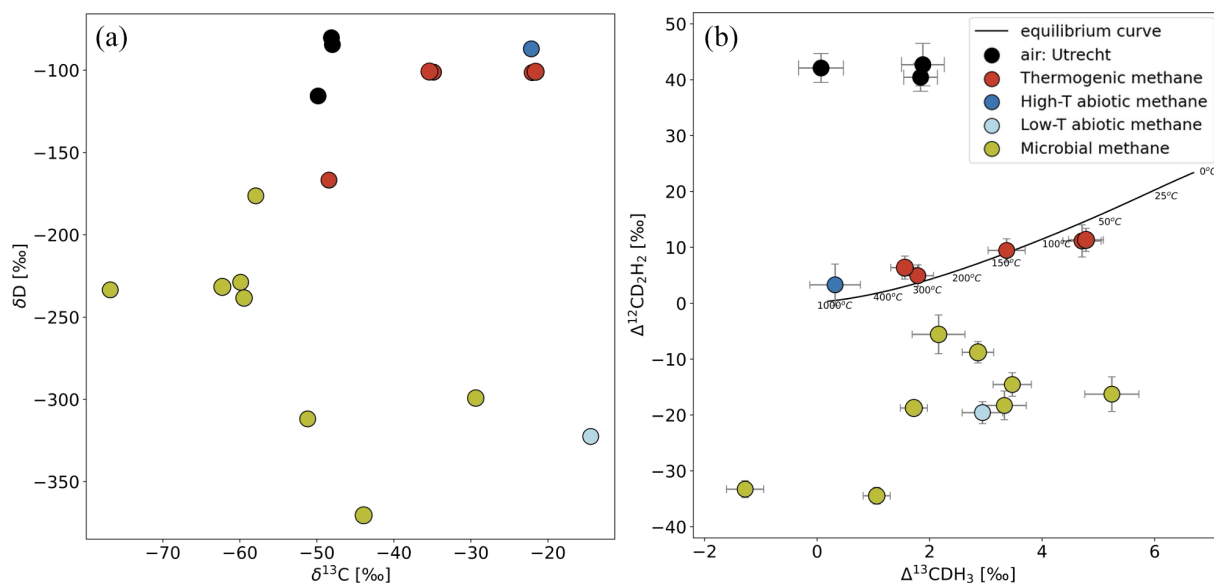 (a)
−100
−150
−200
−250
−300
−350
δD [‰]
−70
−60
−50
−40
−30
−20
δ¹³C [‰]
(b)
50
40
30
20
10
0
−10
−20
−30
−40
Δ¹²CD₂H₂ [‰]
−2
0
2
4
6
Δ¹³CDH₃ [‰]
equilibrium curve
air: Utrecht
Thermogenic methane
High-T abiotic methane
Low-T abiotic methane
Microbial methane
0°C
25°C
50°C
100°C
150°C
200°C
300°C
400°C
1000°C